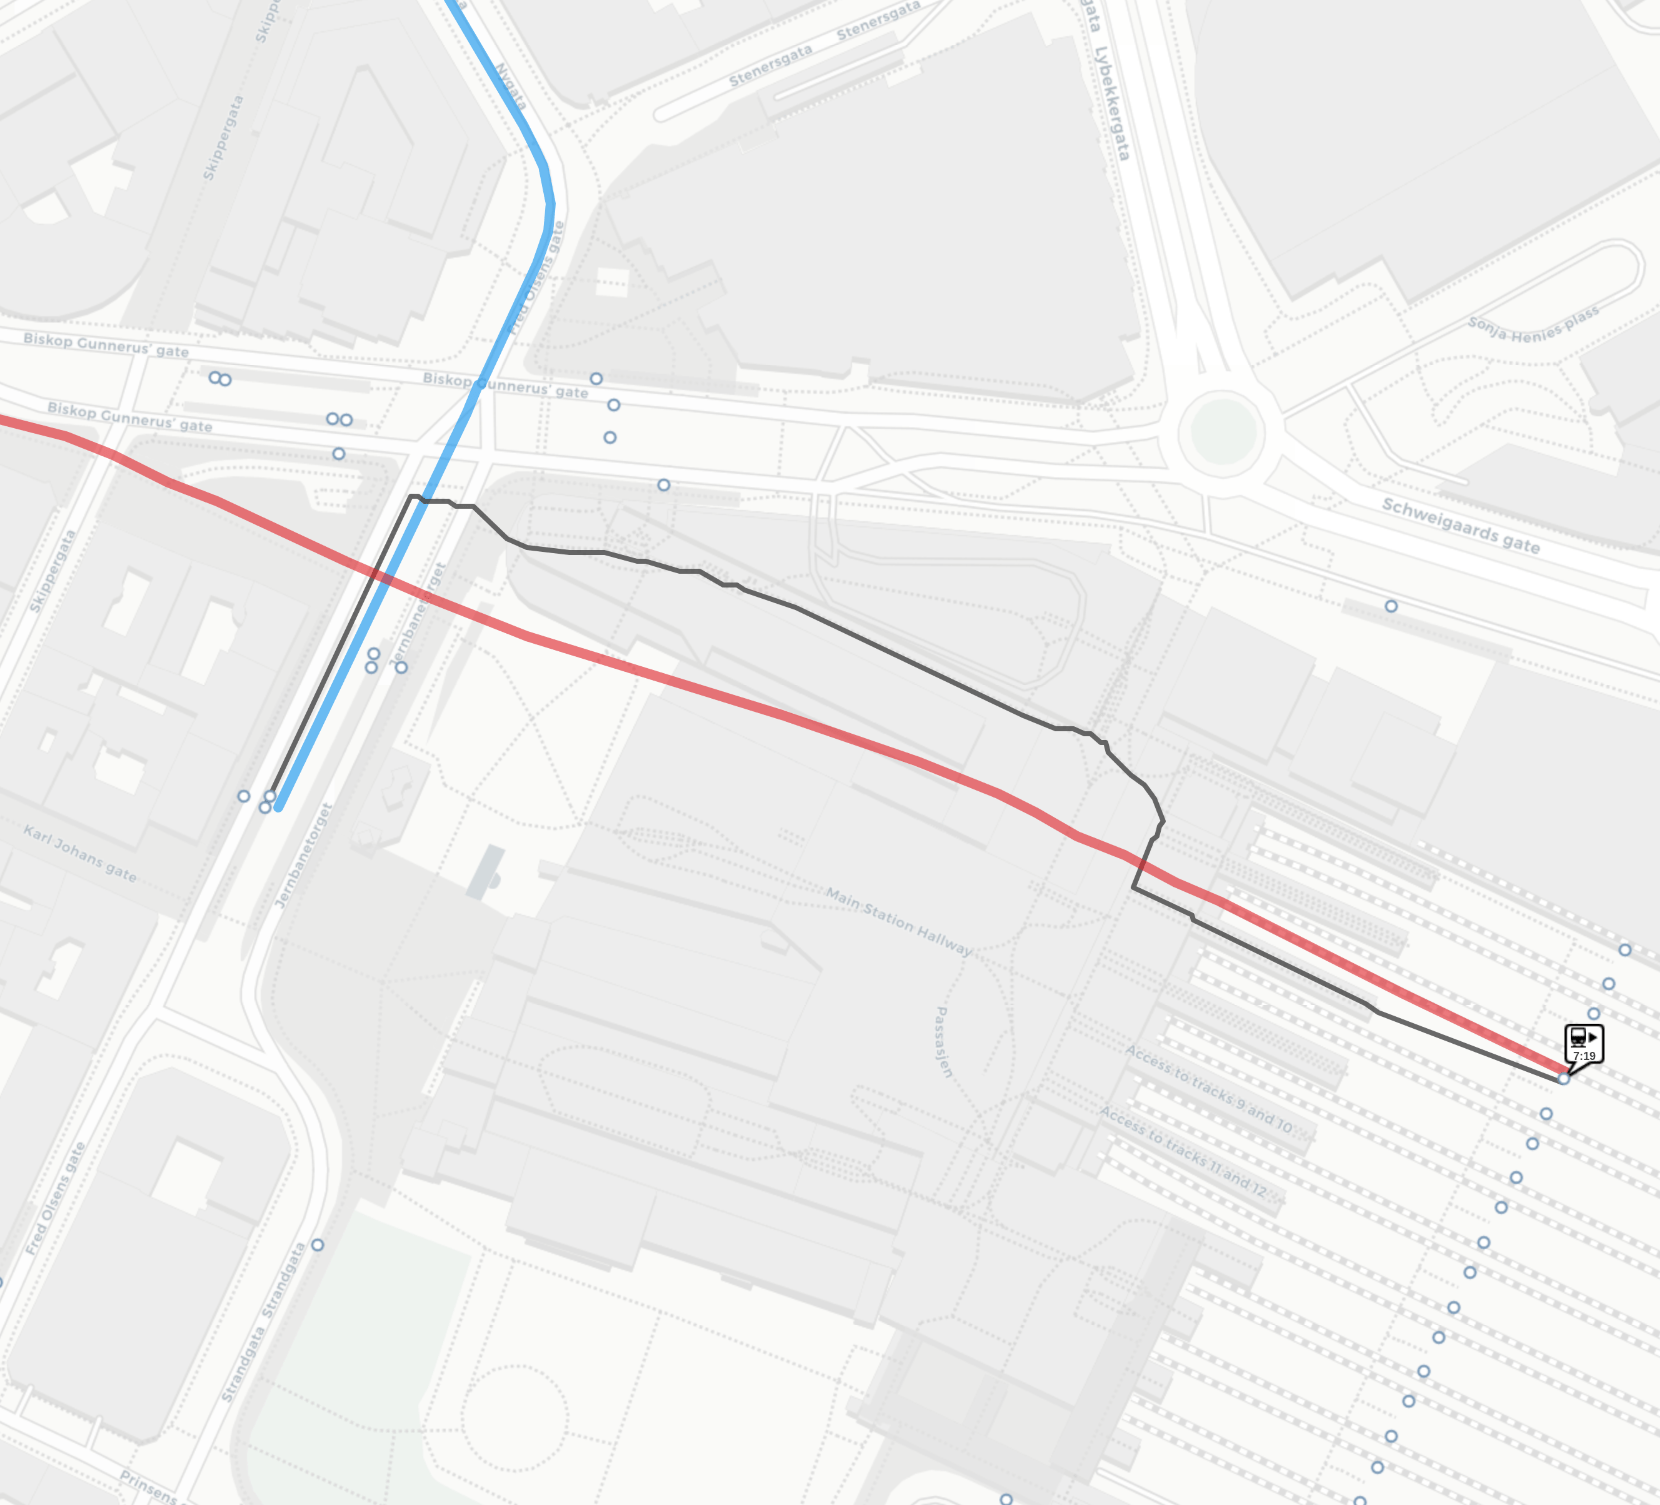 Skippergata
Nygata
Stenersgata
Stenersgata
Lybekkergata
Skippergata
Fred Olsens gate
Sonja Henies plass
Biskop Gunnerus' gate
Biskop Gunnerus' gate
Biskop Gunnerus' gate
Schweigaards gate
Skippergata
Jernbanetorget
Karl Johans gate
Jernbanetorget
Main Station Hallway
Passasjen
7:19
Access to tracks 9 and 10
Access to tracks 11 and 12
Fred Olsens gate
Strandgata
Strandgata
Prinsens